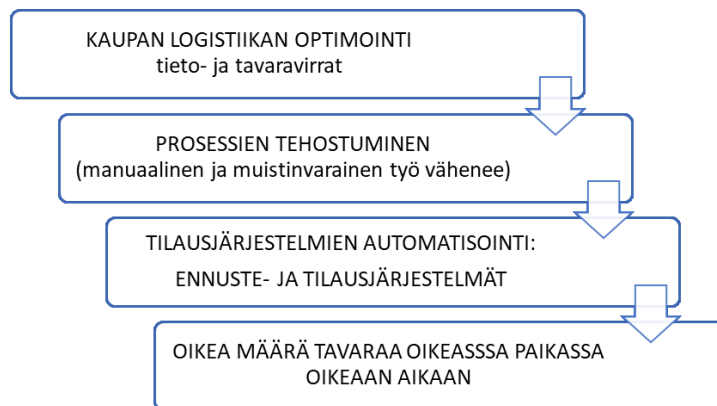 KAUPAN LOGISTIIKAN OPTIMOINTI
tieto- ja tavaravirrat
PROSESSIEN TEHOSTUMINEN
(manuaalinen ja muistinvarainen työ vähenee)
TILAUSJÄRJESTELMIEN AUTOMATISOINTI:
ENNUSTE- JA TILAUSJÄRJESTELMÄT
OIKEA MÄÄRÄ TAVARAA OIKEASSSA PAIKASSA
OIKEAAN AIKAAN